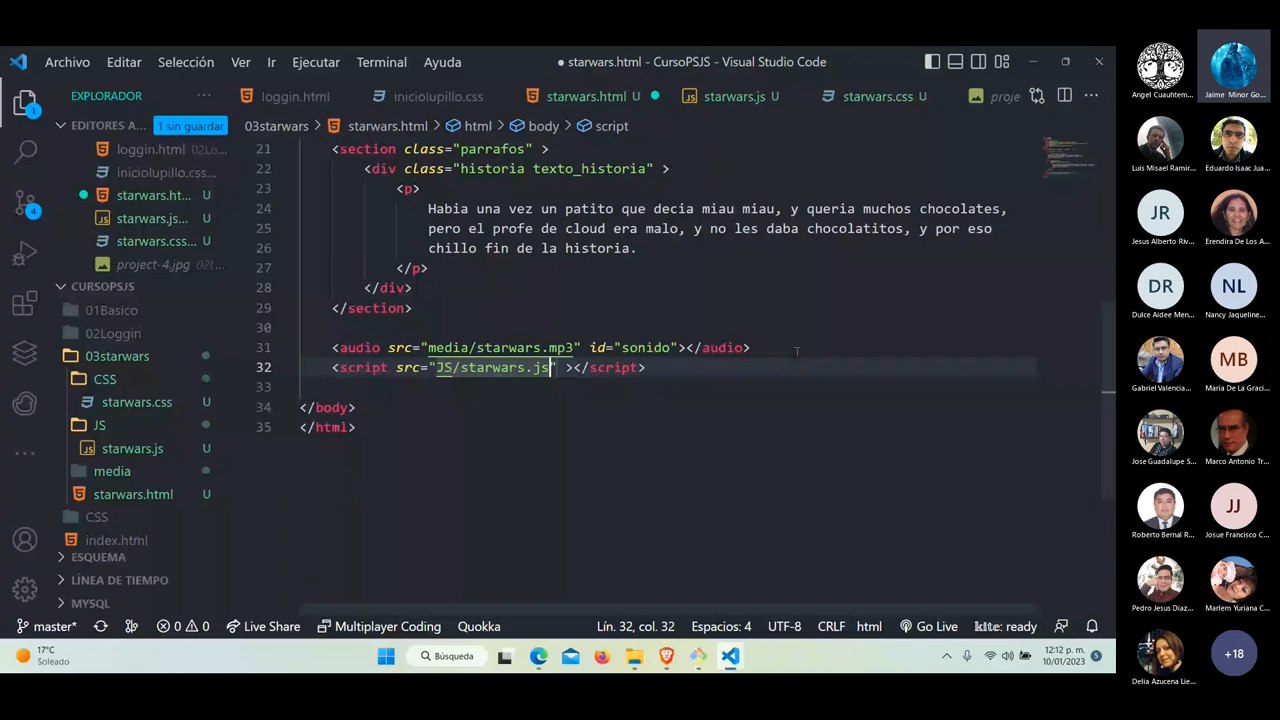 Archivo Editar Selección Ver Ir Ejecutar Terminal Ayuda
● starwars.html - CursoPSJS - Visual Studio Code
EXPLORADOR ···
loggin.html
iniciolupillo.css
starwars.html U ●
starwars.js U
starwars.css U
proje
EDITORES A... 1 sin guardar
03starwars > starwars.html > html > body > script
loggin.html 02Lo...
iniciolupillo.css...
starwars.ht... U
starwars.js... U
starwars.css... U
project-4.jpg 02L...
CURSOPSJS
01Basico
02Loggin
03starwars
CSS
starwars.css U
JS
starwars.js U
media
starwars.html U
CSS
index.html
ESQUEMA
LÍNEA DE TIEMPO
MYSQL
1
4
21 <section class="parrafos" >
22 <div class="historia texto_historia" >
23 <p>
24 Habia una vez un patito que decia miau miau, y queria muchos chocolates,
25 pero el profe de cloud era malo, y no les daba chocolatitos, y por eso
26 chillo fin de la historia.
27 </p>
28 </div>
29 </section>
30
31 <audio src="media/starwars.mp3" id="sonido"></audio>
32 <script src="JS/starwars.js" ></script>
33
34 </body>
35 </html>
master* 0 0 Live Share Multiplayer Coding Quokka Lín. 32, col. 32 Espacios: 4 UTF-8 CRLF html Go Live kite: ready
17°C
Soleado
Búsqueda
12:12 p. m.
10/01/2023
5
Angel Cuauhtem... Jaime Minor Go...
Luis Misael Ramir... Eduardo Isaac Jua...
JR
Jesus Alberto Riv... Erendira De Los A...
DR NL
Dulce Aidee Men... Nancy Jaqueline...
MB
Gabriel Valencia... María De La Graci...
Jose Guadalupe S... Marco Antonio Tr...
JJ
Roberto Bernal R... Josue Francisco C...
Pedro Jesus Diaz... Marlem Yuriana C...
+18
Delia Azucena Lie...